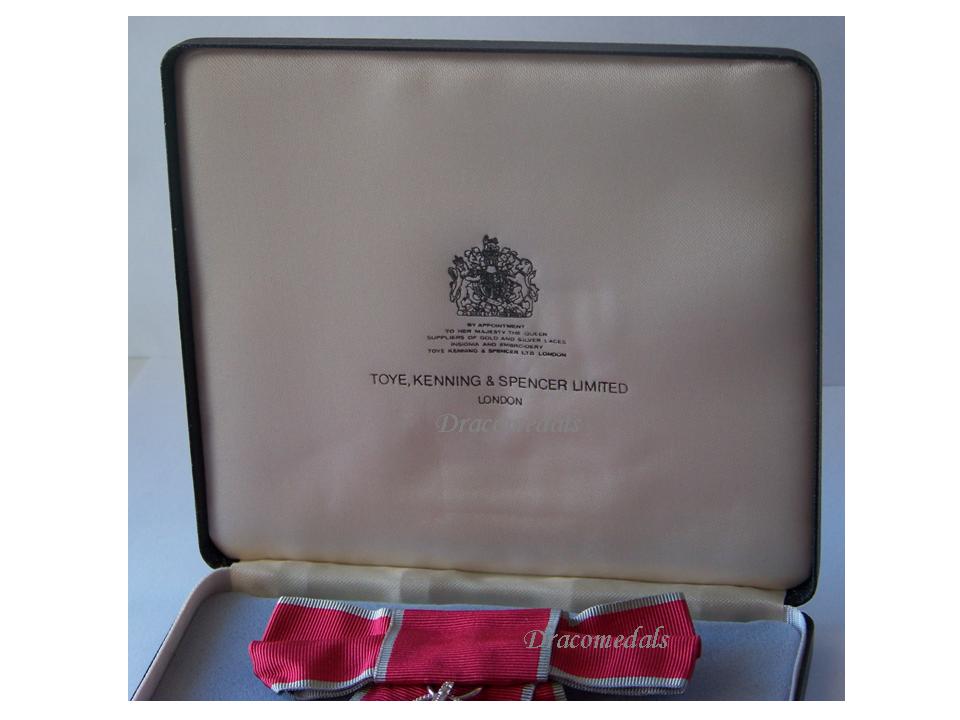 BY APPOINTMENT
TO HER MAJESTY THE QUEEN
SUPPLIERS OF GOLD AND SILVER LACES
INSIGNIA AND EMBROIDERY
TOYE KENNING & SPENCER LTD. LONDON
TOYE, KENNING & SPENCER LIMITED
LONDON
Dracomedals
Dracomedals